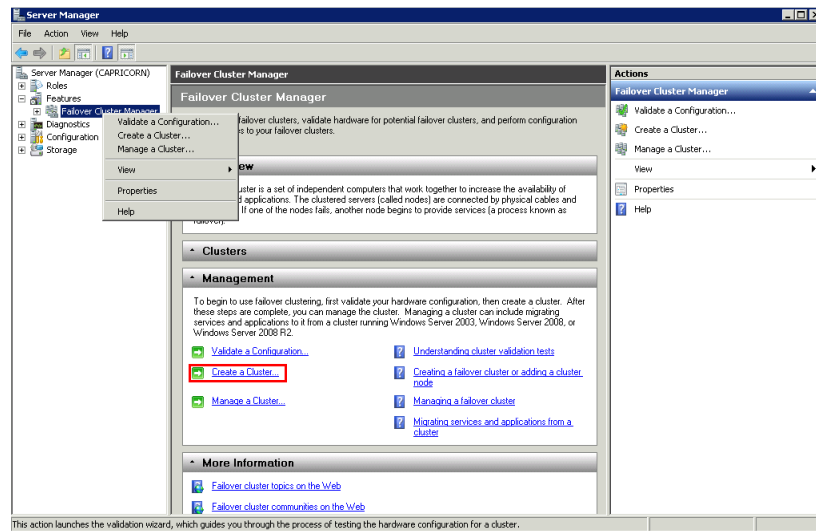 Server Manager
File Action View Help
Server Manager (CAPRICORN)
Roles
Features
Failover Cluster Manager
Diagnostics
Configuration
Storage
Validate a Configuration...
Create a Cluster...
Manage a Cluster...
View
Properties
Help
Failover Cluster Manager
Failover Cluster Manager
failover clusters, validate hardware for potential failover clusters, and perform configuration
s to your failover clusters.
ew
uster is a set of independent computers that work together to increase the availability of
d applications. The clustered servers (called nodes) are connected by physical cables and
If one of the nodes fails, another node begins to provide services (a process known as
failover).
Clusters
Management
To begin to use failover clustering, first validate your hardware configuration, then create a cluster. After
these steps are complete, you can manage the cluster. Managing a cluster can include migrating
services and applications to it from a cluster running Windows Server 2003, Windows Server 2008, or
Windows Server 2008 R2.
Validate a Configuration...
Understanding cluster validation tests
Create a Cluster...
Creating a failover cluster or adding a cluster
node
Manage a Cluster...
Managing a failover cluster
Migrating services and applications from a
cluster
More Information
Failover cluster topics on the Web
Failover cluster communities on the Web
Actions
Failover Cluster Manager
Validate a Configuration...
Create a Cluster...
Manage a Cluster...
View
Properties
Help
This action launches the validation wizard, which guides you through the process of testing the hardware configuration for a cluster.